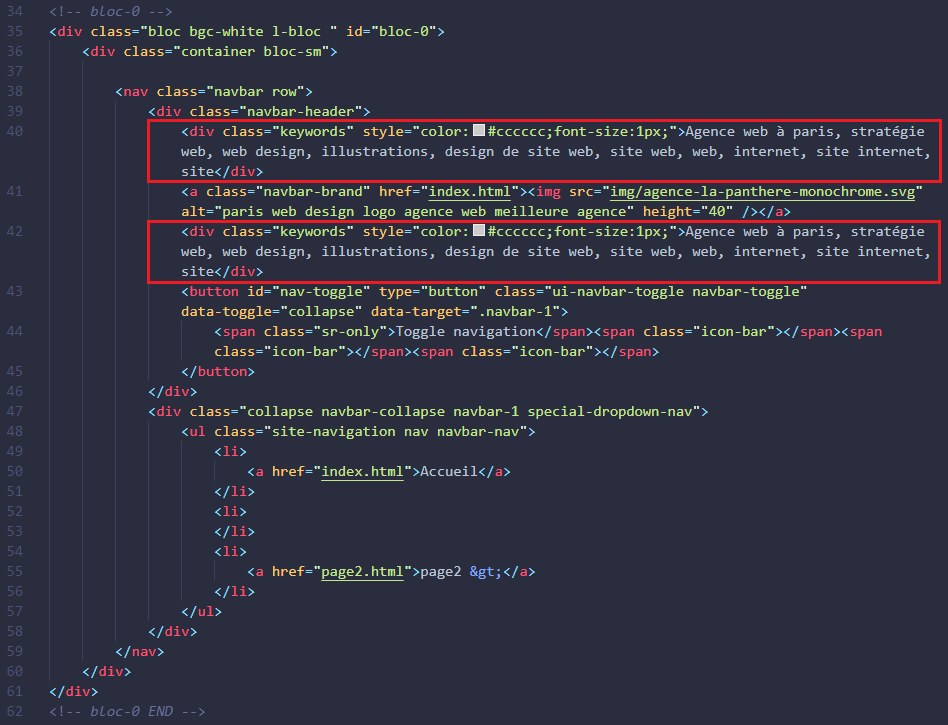 34 <!-- bloc-0 -->
35 <div class="bloc bgc-white l-bloc " id="bloc-0">
36 <div class="container bloc-sm">
37
38 <nav class="navbar row">
39 <div class="navbar-header">
40 <div class="keywords" style="color:#cccccc;font-size:1px;">Agence web à paris, stratégie
web, web design, illustrations, design de site web, site web, web, internet, site internet,
site</div>
41 <a class="navbar-brand" href="index.html"><img src="img/agence-la-panthere-monochrome.svg"
alt="paris web design logo agence web meilleure agence" height="40" /></a>
42 <div class="keywords" style="color:#cccccc;font-size:1px;">Agence web à paris, stratégie
web, web design, illustrations, design de site web, site web, web, internet, site internet,
site</div>
43 <button id="nav-toggle" type="button" class="ui-navbar-toggle navbar-toggle"
data-toggle="collapse" data-target=".navbar-1">
44 <span class="sr-only">Toggle navigation</span><span class="icon-bar"></span><span
class="icon-bar"></span><span class="icon-bar"></span>
45 </button>
46 </div>
47 <div class="collapse navbar-collapse navbar-1 special-dropdown-nav">
48 <ul class="site-navigation nav navbar-nav">
49 <li>
50 <a href="index.html">Accueil</a>
51 </li>
52 <li>
53 </li>
54 <li>
55 <a href="page2.html">page2 &gt;</a>
56 </li>
57 </ul>
58 </div>
59 </nav>
60 </div>
61 </div>
62 <!-- bloc-0 END -->